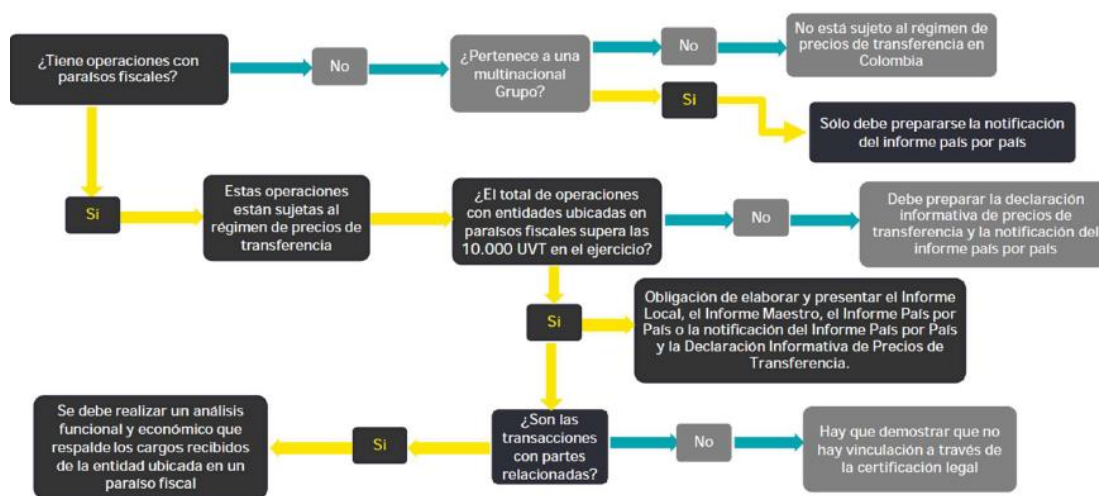 ¿Tiene operaciones con
paraísos fiscales?
No
¿Pertenece a una
multinacional
Grupo?
No
No está sujeto al régimen de
precios de transferencia en
Colombia
Si
Sólo debe prepararse la notificación
del informe país por país
Si
Estas operaciones
están sujetas al
régimen de precios de
transferencia
¿El total de operaciones
con entidades ubicadas en
paraísos fiscales supera las
10.000 UVT en el ejercicio?
No
Debe preparar la declaración
informativa de precios de
transferencia y la notificación del
informe país por país
Si
Obligación de elaborar y presentar el Informe
Local, el Informe Maestro, el Informe País por
País o la notificación del Informe País por País
y la Declaración Informativa de Precios de
Transferencia.
Se debe realizar un análisis
funcional y económico que
respalde los cargos recibidos
de la entidad ubicada en un
paraíso fiscal
Si
¿Son las
transacciones
con partes
relacionadas?
No
Hay que demostrar que no
hay vinculación a través de
la certificación legal